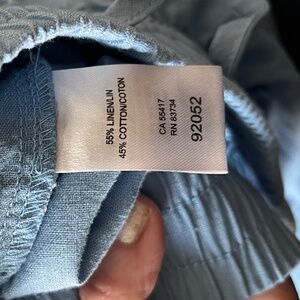 55% LINEN/LIN
45% COTTON/COTON
CA 55417
RN 83734
92052